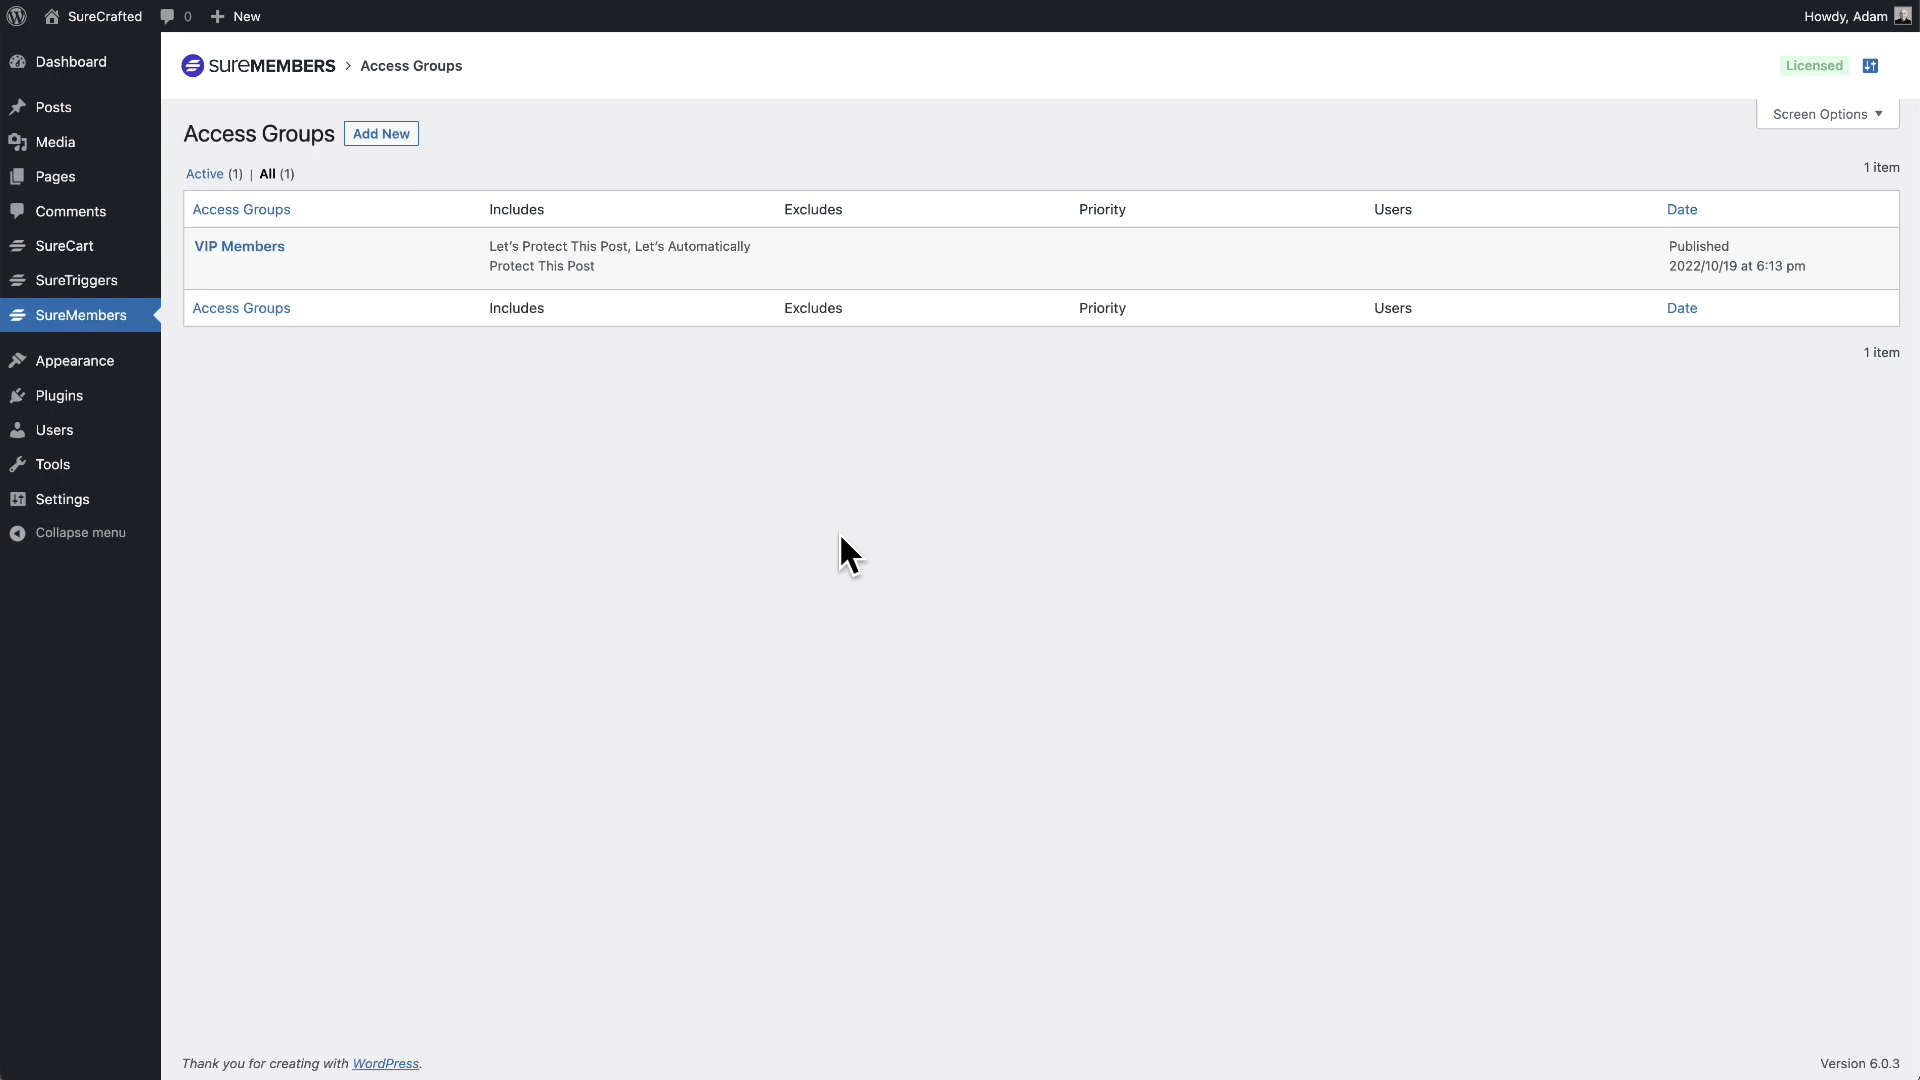 SureCrafted 0 New Howdy, Adam
Dashboard
Posts
Media
Pages
Comments
SureCart
SureTriggers
SureMembers
Appearance
Plugins
Users
Tools
Settings
Collapse menu
SUREMEMBERS > Access Groups Licensed
Screen Options ▼
Access Groups Add New
Active (1) | All (1)
1 item
Access Groups Includes Excludes Priority Users Date
VIP Members Let's Protect This Post, Let's Automatically Published
Protect This Post 2022/10/19 at 6:13 pm
Access Groups Includes Excludes Priority Users Date
1 item
Thank you for creating with WordPress. Version 6.0.3